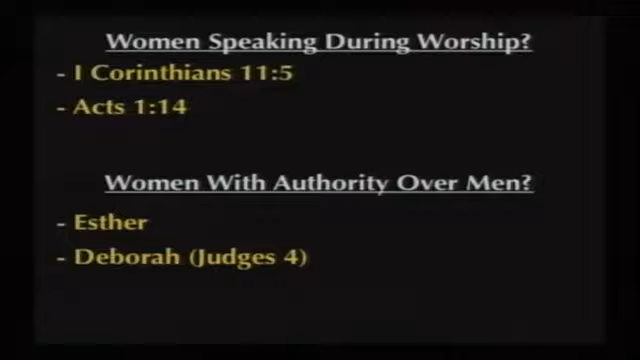 Women Speaking During Worship?
- I Corinthians 11:5
- Acts 1:14
Women With Authority Over Men?
- Esther
- Deborah (Judges 4)